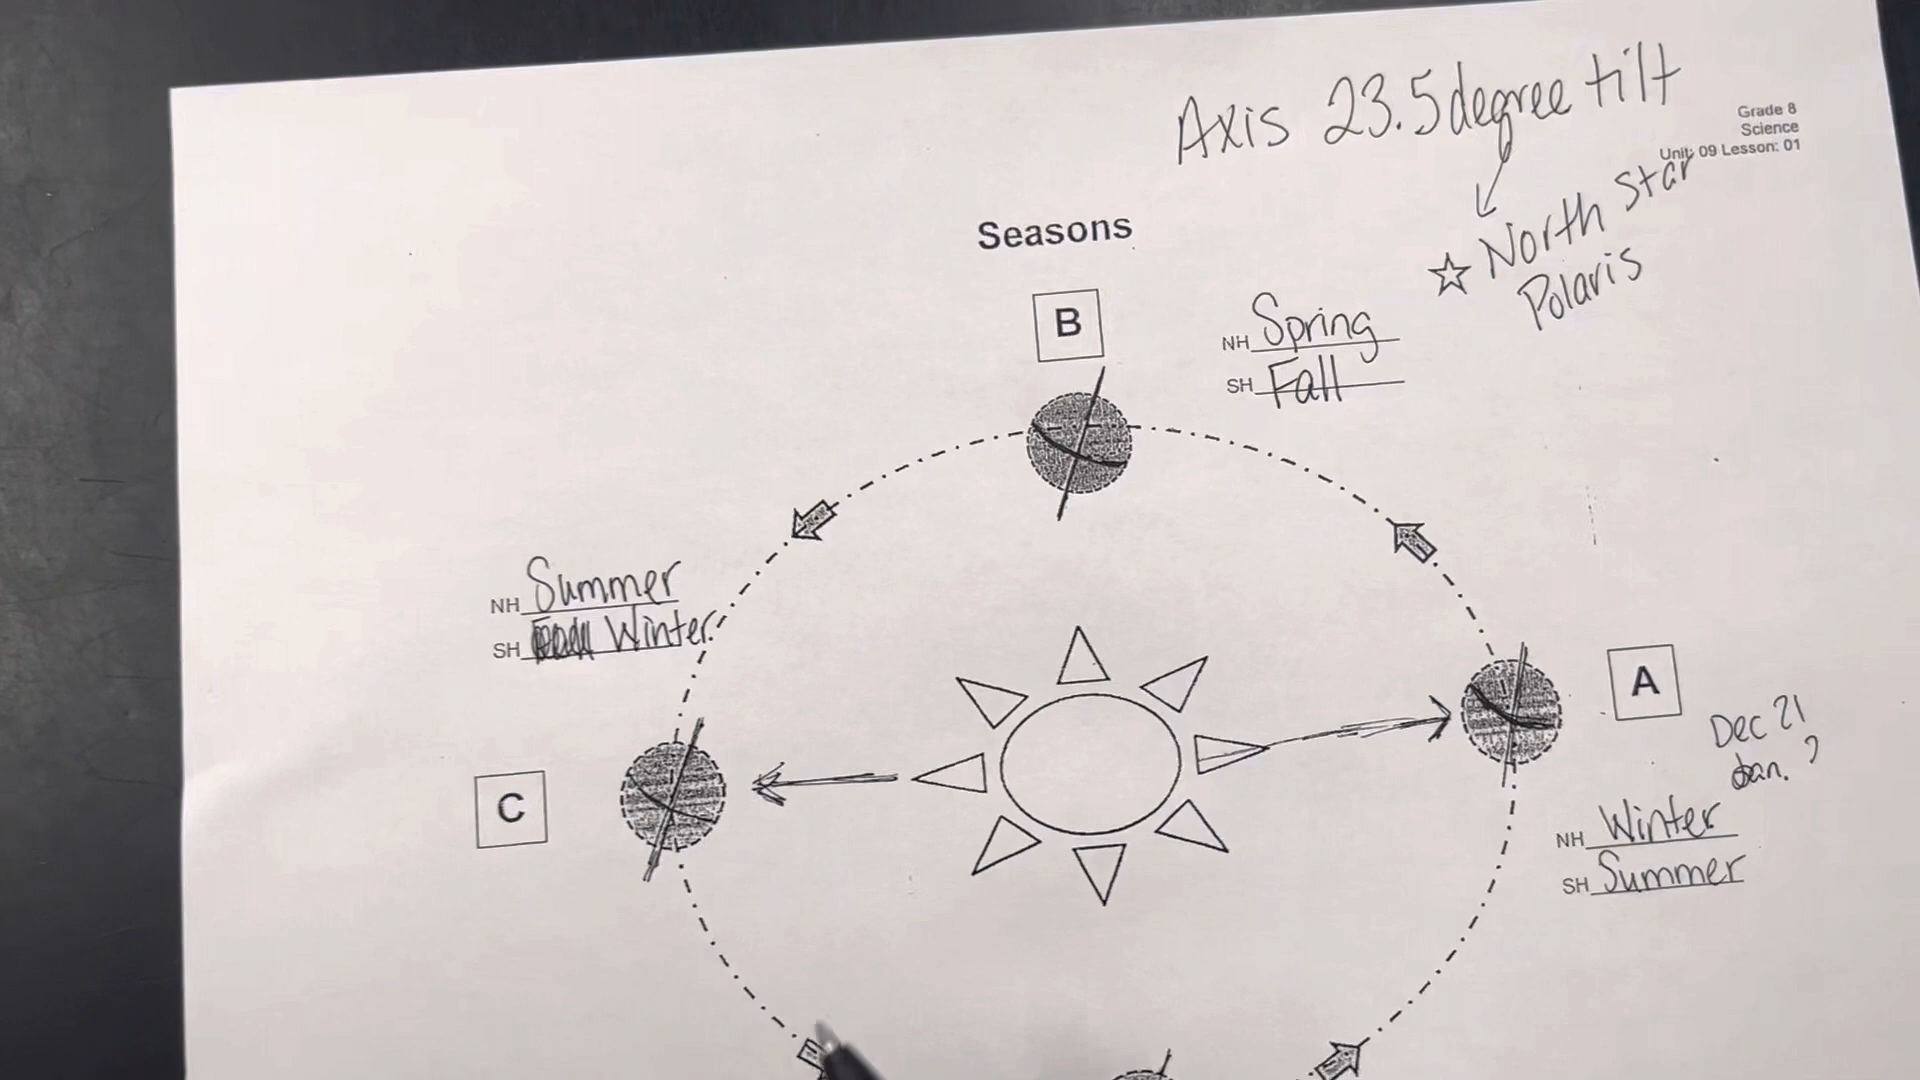 Axis 23.5 degree tilt
Grade 8
Science
Unit: 09 Lesson: 01
North Star
Polaris
Seasons
B
NH Spring
SH Fall
NH Summer
SH Winter
C
A
Dec 21
Jan. ?
NH Winter
SH Summer